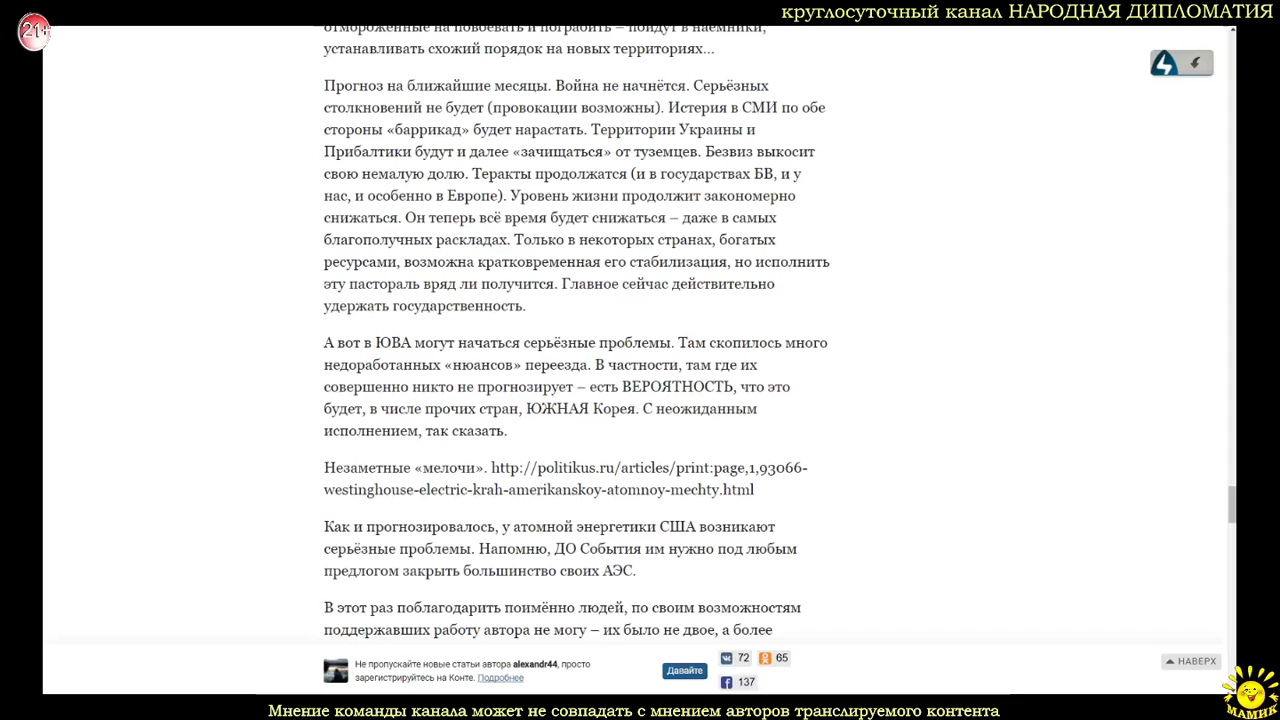 21+
круглосуточный канал НАРОДНАЯ ДИПЛОМАТИЯ
отмороженные на повоевать и пограбить – пойдут в наёмники,
устанавливать схожий порядок на новых территориях...
Прогноз на ближайшие месяцы. Война не начнётся. Серьёзных
столкновений не будет (провокации возможны). Истерия в СМИ по обе
стороны «баррикад» будет нарастать. Территории Украины и
Прибалтики будут и далее «зачищаться» от туземцев. Безвиз выкосит
свою немалую долю. Теракты продолжатся (и в государствах БВ, и у
нас, и особенно в Европе). Уровень жизни продолжит закономерно
снижаться. Он теперь всё время будет снижаться – даже в самых
благополучных раскладах. Только в некоторых странах, богатых
ресурсами, возможна кратковременная его стабилизация, но исполнить
эту пастораль вряд ли получится. Главное сейчас действительно
удержать государственность.
А вот в ЮВА могут начаться серьёзные проблемы. Там скопилось много
недоработанных «нюансов» переезда. В частности, там где их
совершенно никто не прогнозирует – есть ВЕРОЯТНОСТЬ, что это
будет, в числе прочих стран, ЮЖНАЯ Корея. С неожиданным
исполнением, так сказать.
Незаметные «мелочи». http://politikus.ru/articles/print:page,1,93066-
westinghouse-electric-krah-amerikanskoy-atomnoy-mechty.html
Как и прогнозировалось, у атомной энергетики США возникают
серьёзные проблемы. Напомню, ДО События им нужно под любым
предлогом закрыть большинство своих АЭС.
В этот раз поблагодарить поимённо людей, по своим возможностям
поддержавших работу автора не могу – их было не двое, а более
Не пропускайте новые статьи автора alexandr44, просто
зарегистрируйтесь на Конте. Подробнее
Давайте
72
65
137
НАВЕРХ
МАМИК
Мнение команды канала может не совпадать с мнением авторов транслируемого контента